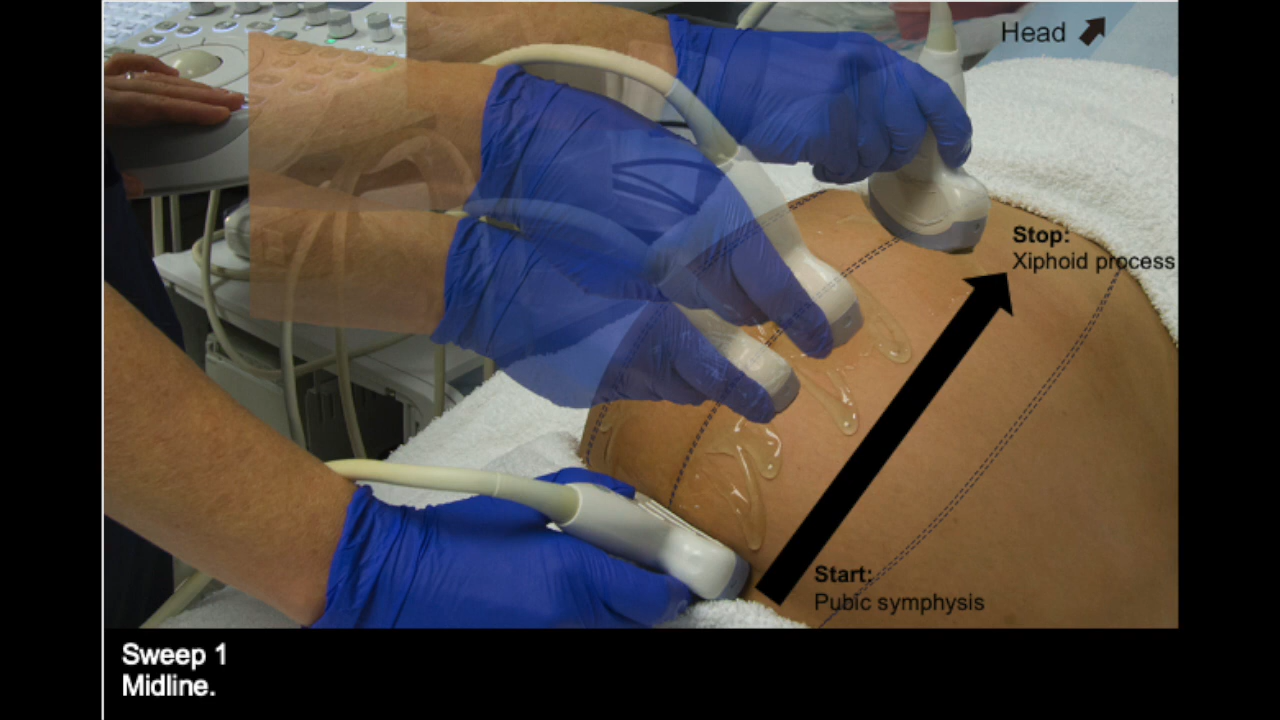 Head
Stop:
Xiphoid process
Start:
Pubic symphysis
Sweep 1
Midline.